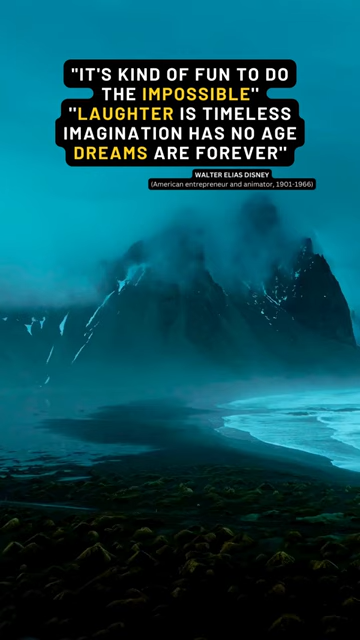 "IT'S KIND OF FUN TO DO
THE IMPOSSIBLE"
"LAUGHTER IS TIMELESS
IMAGINATION HAS NO AGE
DREAMS ARE FOREVER"
WALTER ELIAS DISNEY
(American entrepreneur and animator, 1901-1966)